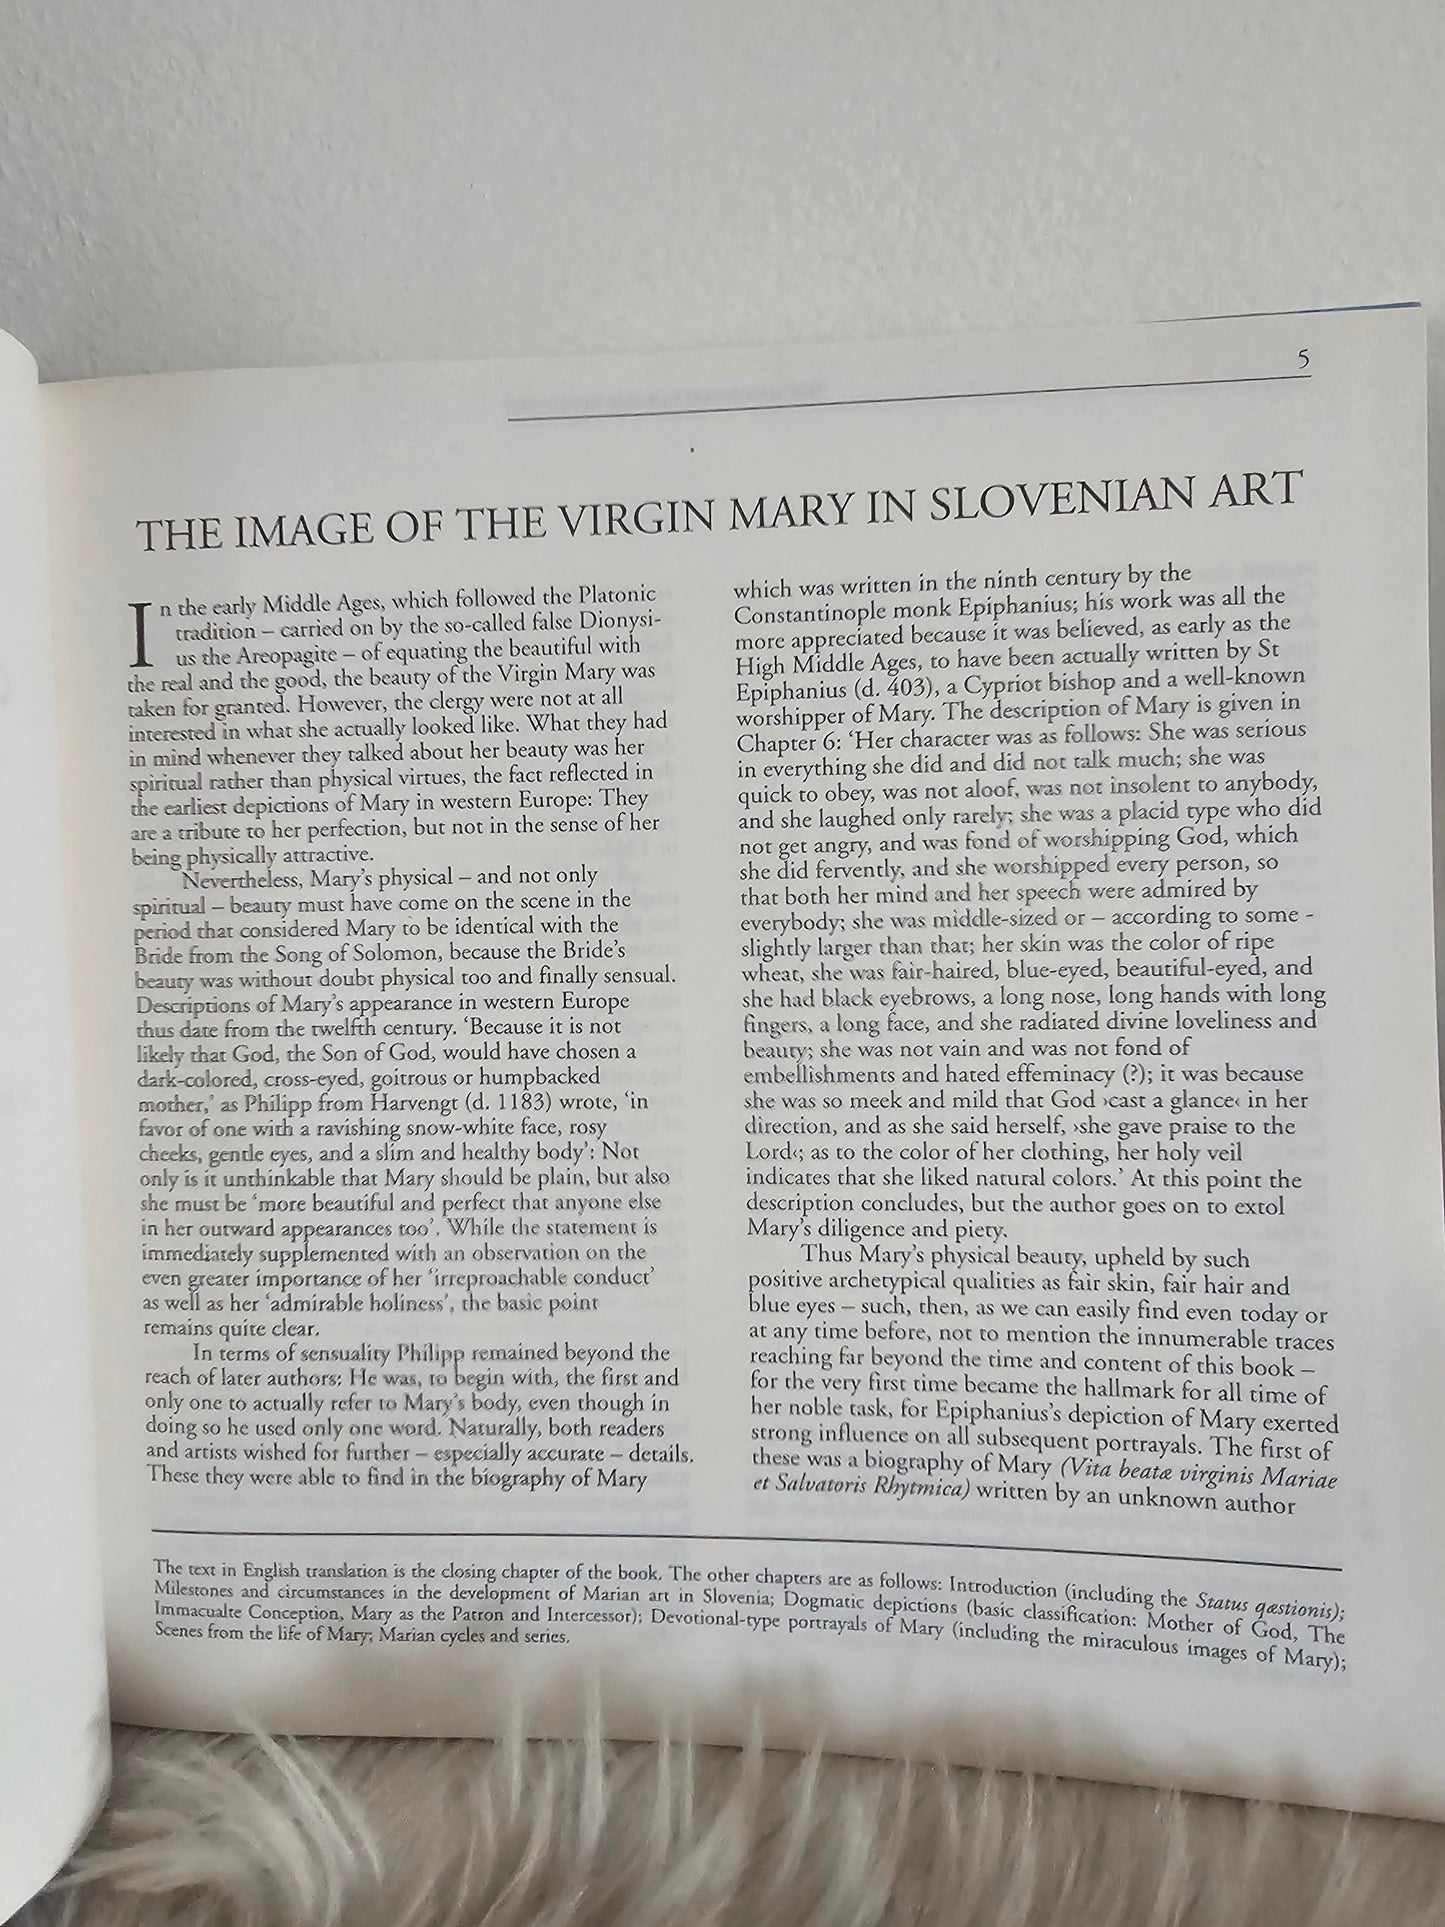 5
THE IMAGE OF THE VIRGIN MARY IN SLOVENIAN ART
In the early Middle Ages, which followed the Platonic
tradition – carried on by the so-called false Dionysi-
us the Areopagite – of equating the beautiful with
the real and the good, the beauty of the Virgin Mary was
taken for granted. However, the clergy were not at all
interested in what she actually looked like. What they had
in mind whenever they talked about her beauty was her
spiritual rather than physical virtues, the fact reflected in
the earliest depictions of Mary in western Europe: They
are a tribute to her perfection, but not in the sense of her
being physically attractive.
Nevertheless, Mary's physical – and not only
spiritual – beauty must have come on the scene in the
period that considered Mary to be identical with the
Bride from the Song of Solomon, because the Bride's
beauty was without doubt physical too and finally sensual.
Descriptions of Mary's appearance in western Europe
thus date from the twelfth century. 'Because it is not
likely that God, the Son of God, would have chosen a
dark-colored, cross-eyed, goitrous or humpbacked
mother,' as Philipp from Harvengt (d. 1183) wrote, 'in
favor of one with a ravishing snow-white face, rosy
cheeks, gentle eyes, and a slim and healthy body': Not
only is it unthinkable that Mary should be plain, but also
she must be 'more beautiful and perfect that anyone else
in her outward appearances too'. While the statement is
immediately supplemented with an observation on the
even greater importance of her 'irreproachable conduct'
as well as her 'admirable holiness', the basic point
remains quite clear.
In terms of sensuality Philipp remained beyond the
reach of later authors: He was, to begin with, the first and
only one to actually refer to Mary's body, even though in
doing so he used only one word. Naturally, both readers
and artists wished for further – especially accurate – details.
These they were able to find in the biography of Mary
which was written in the ninth century by the
Constantinople monk Epiphanius; his work was all the
more appreciated because it was believed, as early as the
High Middle Ages, to have been actually written by St
Epiphanius (d. 403), a Cypriot bishop and a well-known
worshipper of Mary. The description of Mary is given in
Chapter 6: 'Her character was as follows: She was serious
in everything she did and did not talk much; she was
quick to obey, was not aloof, was not insolent to anybody,
and she laughed only rarely; she was a placid type who did
not get angry, and was fond of worshipping God, which
she did fervently, and she worshipped every person, so
that both her mind and her speech were admired by
everybody; she was middle-sized or – according to some -
slightly larger than that; her skin was the color of ripe
wheat, she was fair-haired, blue-eyed, beautiful-eyed, and
she had black eyebrows, a long nose, long hands with long
fingers, a long face, and she radiated divine loveliness and
beauty; she was not vain and was not fond of
embellishments and hated effeminacy (?); it was because
she was so meek and mild that God ›cast a glance‹ in her
direction, and as she said herself, ›she gave praise to the
Lord‹; as to the color of her clothing, her holy veil
indicates that she liked natural colors.' At this point the
description concludes, but the author goes on to extol
Mary's diligence and piety.
Thus Mary's physical beauty, upheld by such
positive archetypical qualities as fair skin, fair hair and
blue eyes – such, then, as we can easily find even today or
at any time before, not to mention the innumerable traces
reaching far beyond the time and content of this book –
for the very first time became the hallmark for all time of
her noble task, for Epiphanius's depiction of Mary exerted
strong influence on all subsequent portrayals. The first of
these was a biography of Mary (Vita beatæ virginis Mariae
et Salvatoris Rhytmica) written by an unknown author
The text in English translation is the closing chapter of the book. The other chapters are as follows: Introduction (including the Status qæstionis);
Milestones and circumstances in the development of Marian art in Slovenia; Dogmatic depictions (basic classification: Mother of God, The
Immacualte Conception, Mary as the Patron and Intercessor); Devotional-type portrayals of Mary (including the miraculous images of Mary);
Scenes from the life of Mary; Marian cycles and series.